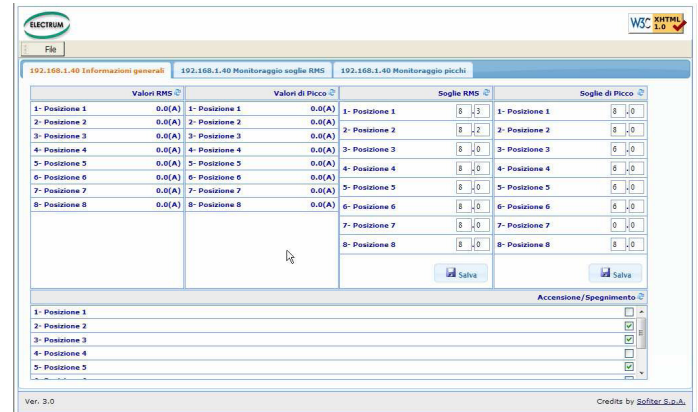 ELECTRUM
W3C XHTML 1.0
File
192.168.1.40 Informazioni generali 192.168.1.40 Monitoraggio soglie RMS 192.168.1.40 Monitoraggio picchi
Valori RMS Valori di Picco Soglie RMS Soglie di Picco
1- Posizione 1 0.0(A) 1- Posizione 1 0.0(A) 1- Posizione 1 8 .3 1- Posizione 1 8 .0
2- Posizione 2 0.0(A) 2- Posizione 2 0.0(A) 2- Posizione 2 8 .2 2- Posizione 2 8 .0
3- Posizione 3 0.0(A) 3- Posizione 3 0.0(A) 3- Posizione 3 8 .0 3- Posizione 3 6 .0
4- Posizione 4 0.0(A) 4- Posizione 4 0.0(A) 4- Posizione 4 8 .0 4- Posizione 4 6 .0
5- Posizione 5 0.0(A) 5- Posizione 5 0.0(A) 5- Posizione 5 8 .0 5- Posizione 5 6 .0
6- Posizione 6 0.0(A) 6- Posizione 6 0.0(A) 6- Posizione 6 8 .0 6- Posizione 6 6 .0
7- Posizione 7 0.0(A) 7- Posizione 7 0.0(A) 7- Posizione 7 8 .0 7- Posizione 7 0 .0
8- Posizione 8 0.0(A) 8- Posizione 8 0.0(A) 8- Posizione 8 8 .0 8- Posizione 8 8 .0
Salva Salva
Accensione/Spegnimento
1- Posizione 1
2- Posizione 2
3- Posizione 3
4- Posizione 4
5- Posizione 5
Ver. 3.0 Credits by Sofiter S.p.A.